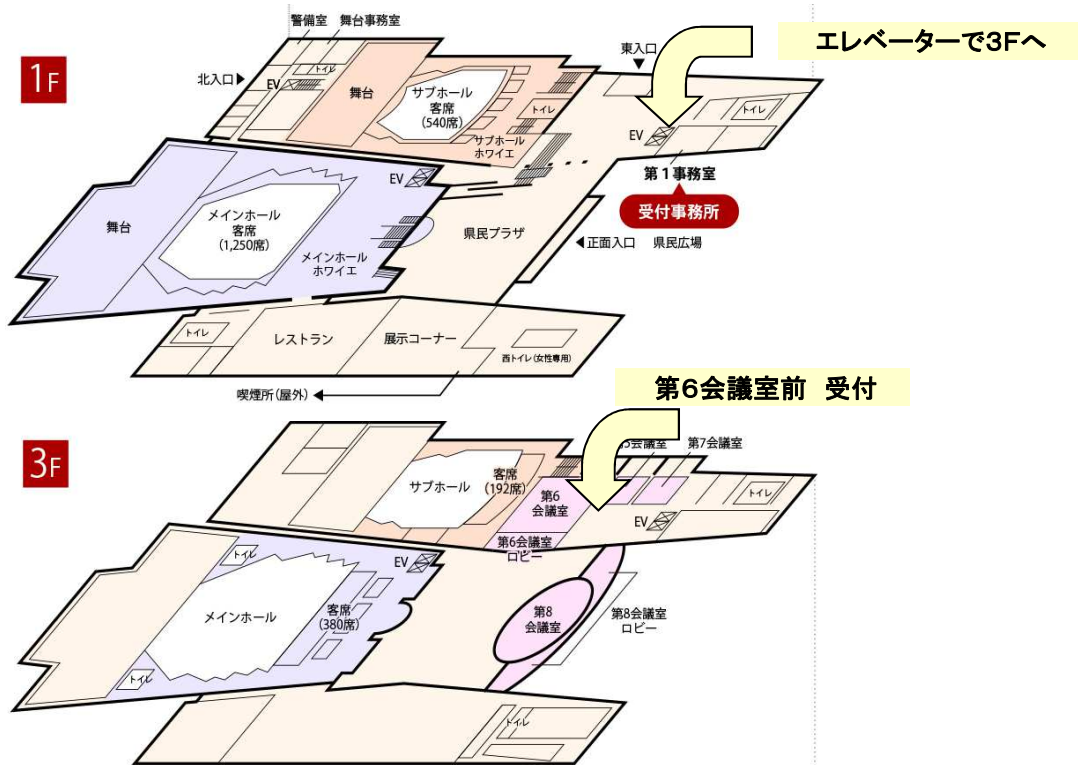 エレベーターで3Fへ
1F
警備室
舞台事務室
東入口
北入口
トイレ
EV
舞台
サブホール
客席
(540席)
トイレ
トイレ
サブホール
ホワイエ
EV
第1事務室
受付事務所
EV
舞台
メインホール
客席
(1,250席)
メインホール
ホワイエ
県民プラザ
正面入口 県民広場
トイレ
レストラン
展示コーナー
西トイレ(女性専用)
喫煙所(屋外)
第6会議室前 受付
3F
会議室
第7会議室
サブホール
客席
(192席)
第6
会議室
トイレ
EV
第6会議室
ロビー
トイレ
EV
メインホール
客席
(380席)
第8
会議室
第8会議室
ロビー
トイレ
トイレ